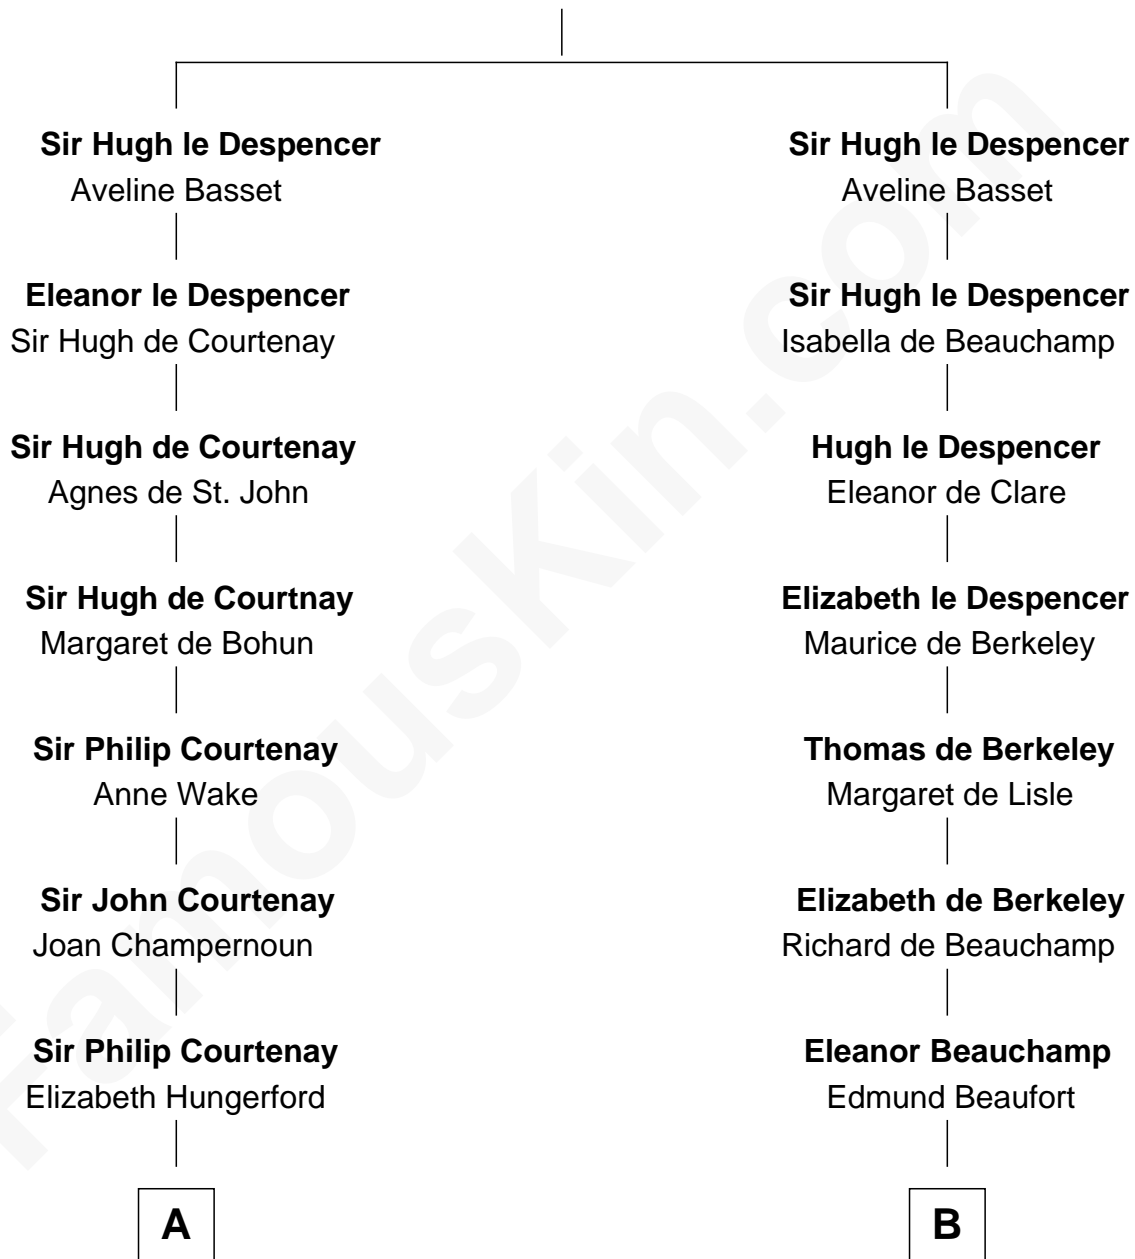 Sir Hugh le Despencer
Aveline Basset
Eleanor le Despencer
Sir Hugh de Courtenay
Sir Hugh de Courtenay
Agnes de St. John
Sir Hugh de Courtnay
Margaret de Bohun
Sir Philip Courtenay
Anne Wake
Sir John Courtenay
Joan Champernoun
Sir Philip Courtenay
Elizabeth Hungerford
A
Sir Hugh le Despencer
Aveline Basset
Sir Hugh le Despencer
Isabella de Beauchamp
Hugh le Despencer
Eleanor de Clare
Elizabeth le Despencer
Maurice de Berkeley
Thomas de Berkeley
Margaret de Lisle
Elizabeth de Berkeley
Richard de Beauchamp
Eleanor Beauchamp
Edmund Beaufort
B
FamousKin.com